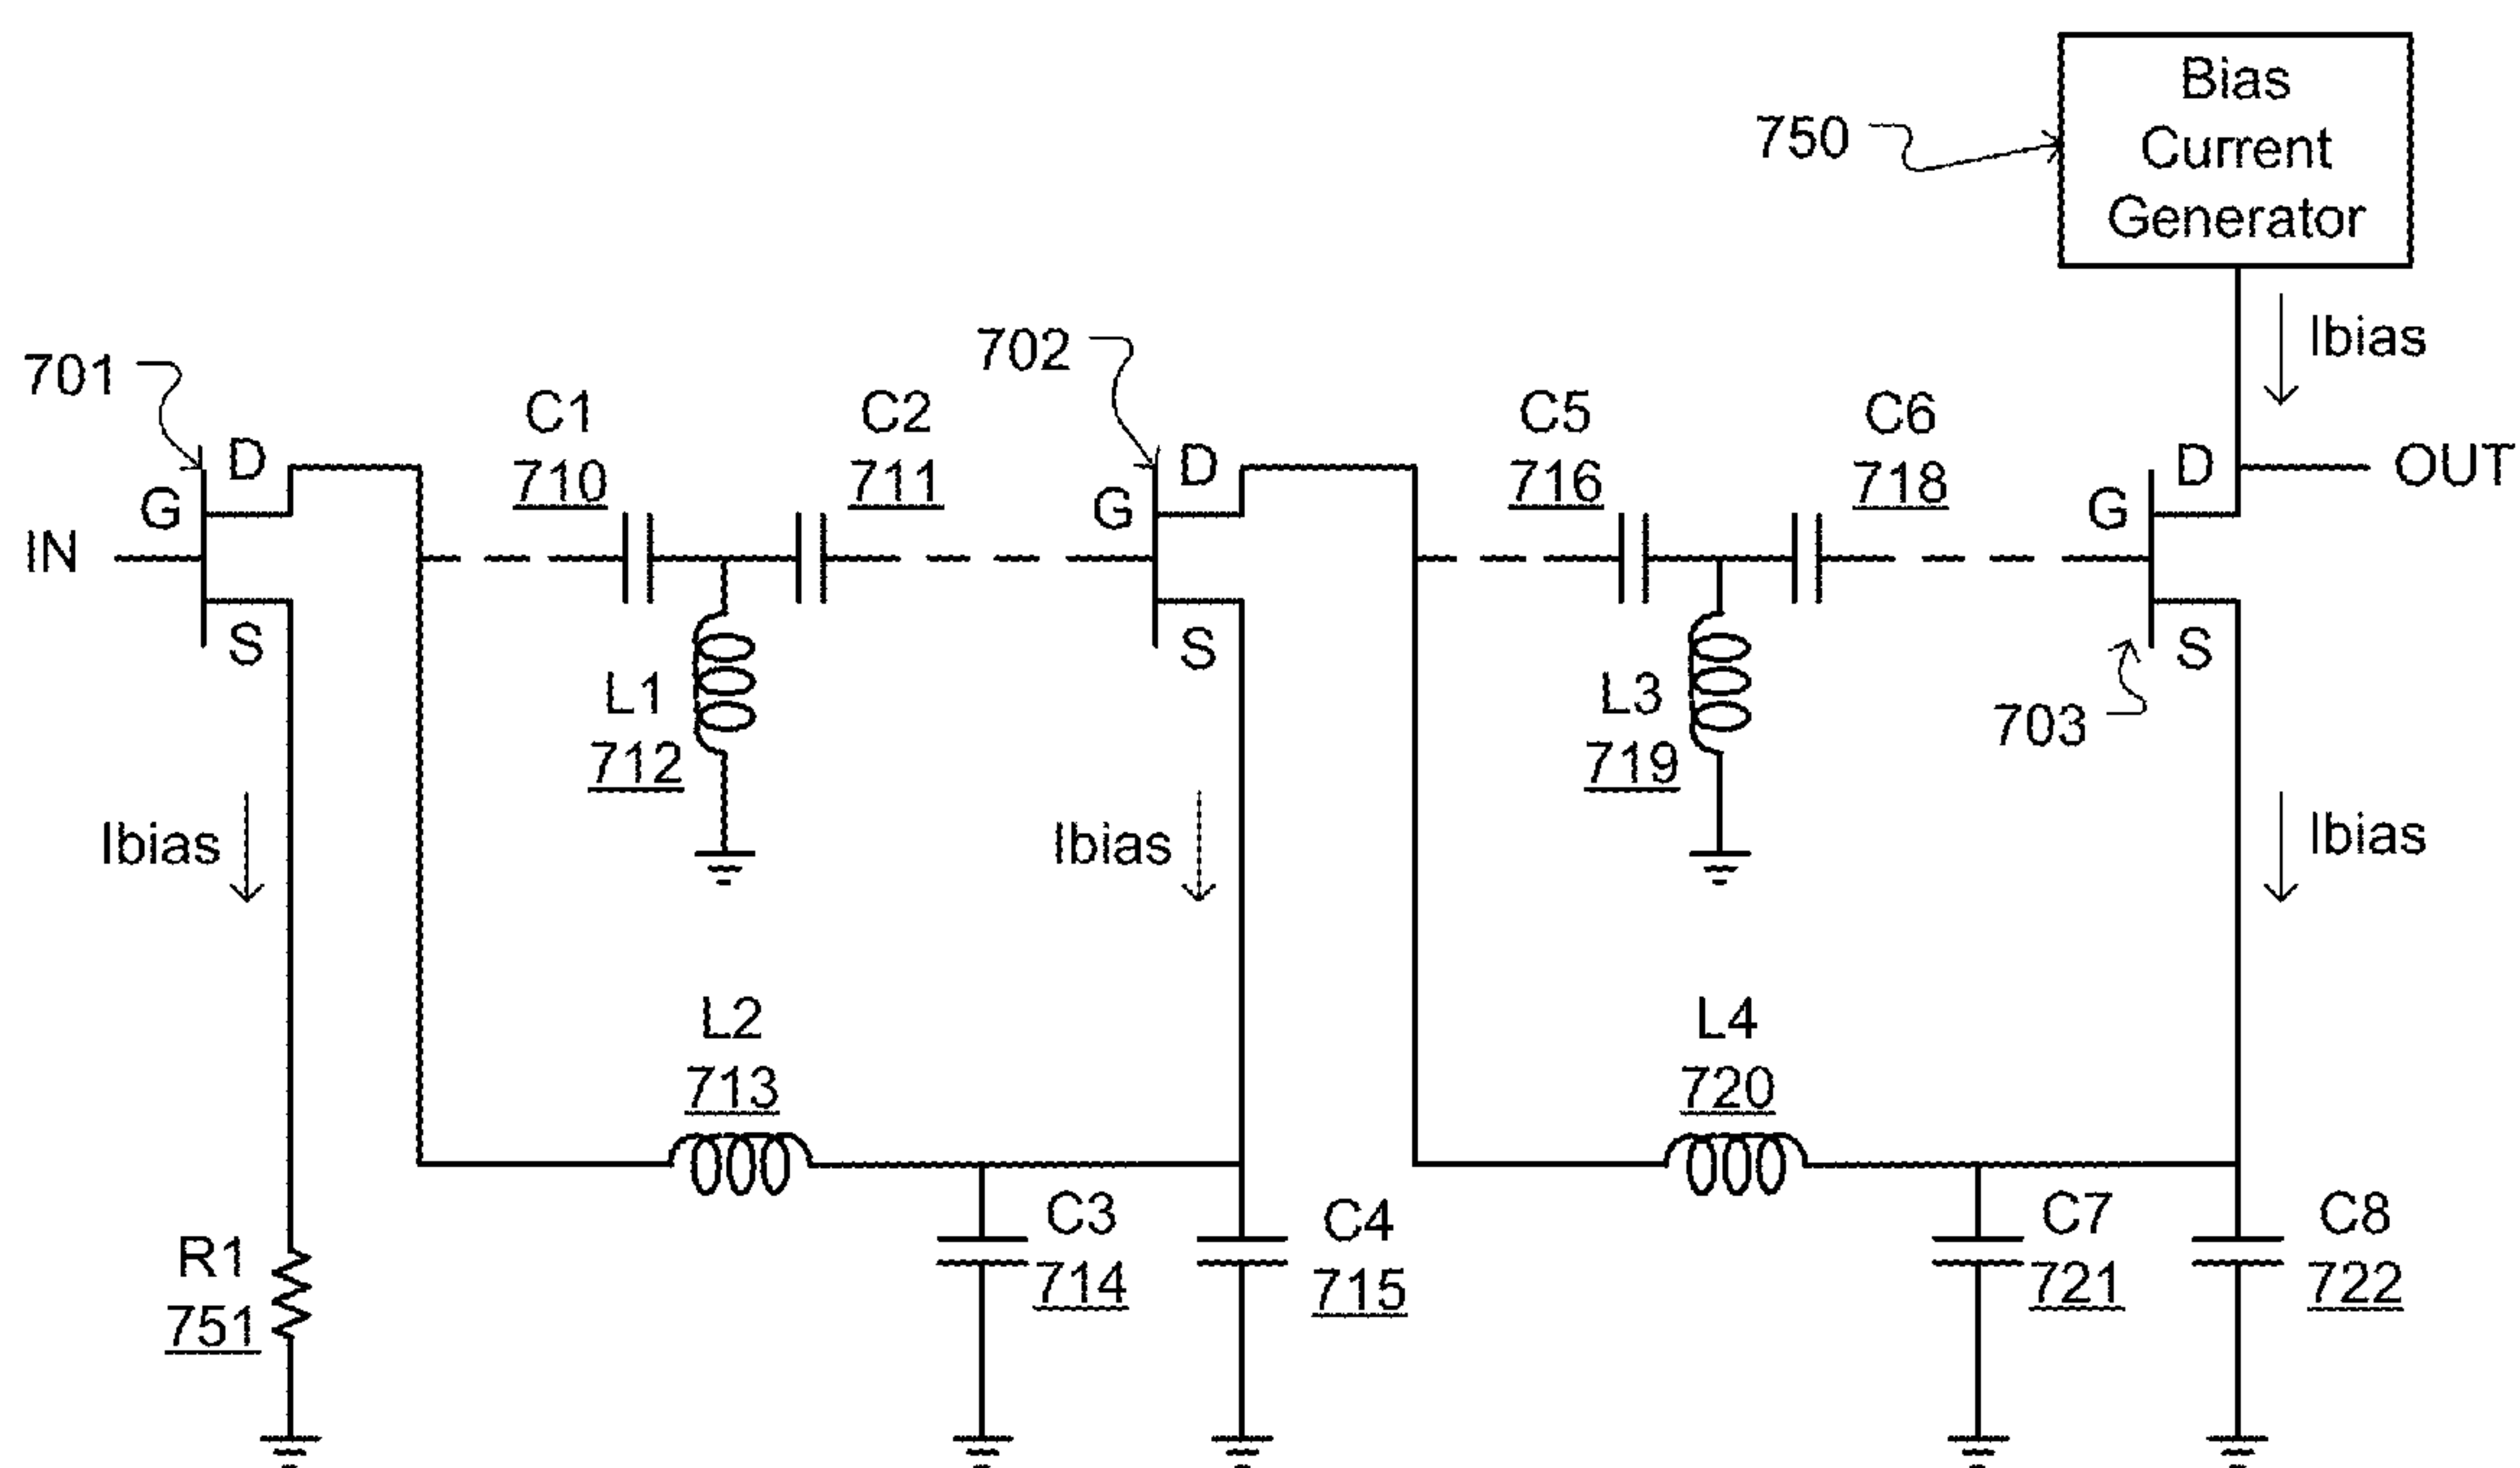 Bias
Current
Generator
750
Ibias
701
702
C1
710
C2
711
C5
716
C6
718
D
G
S
IN
D
G
S
D
G
S
OUT
L1
712
L3
719
703
Ibias
Ibias
Ibias
L2
713
L4
720
R1
751
C3
714
C4
715
C7
721
C8
722